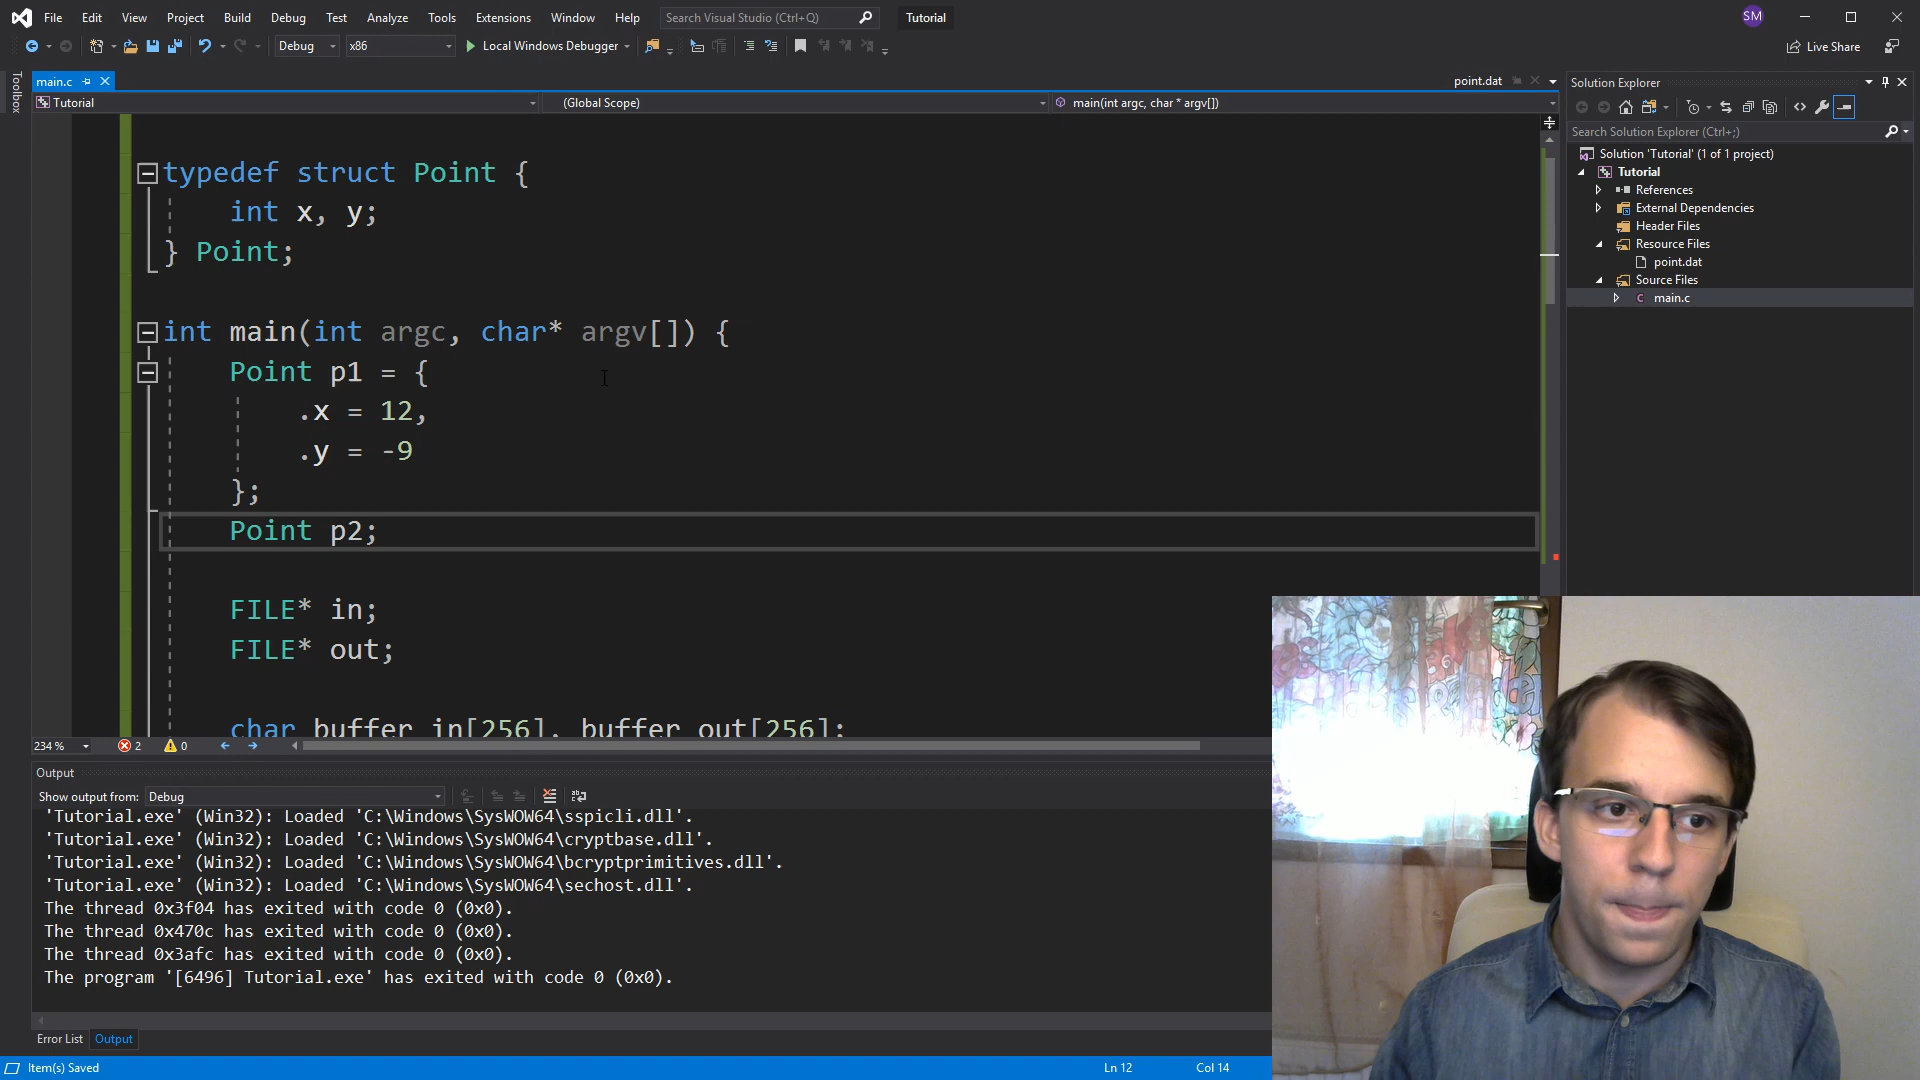 File Edit View Project Build Debug Test Analyze Tools Extensions Window Help Search Visual Studio (Ctrl+Q) Tutorial SM
Debug x86 Local Windows Debugger Live Share
Toolbox
main.c point.dat
Tutorial (Global Scope) main(int argc, char * argv[])
typedef struct Point {
int x, y;
} Point;
int main(int argc, char* argv[]) {
Point p1 = {
.x = 12,
.y = -9
};
Point p2;
FILE* in;
FILE* out;
char buffer_in[256], buffer_out[256];
234 % 2 0
Output
Show output from: Debug
'Tutorial.exe' (Win32): Loaded 'C:\Windows\SysWOW64\sspicli.dll'.
'Tutorial.exe' (Win32): Loaded 'C:\Windows\SysWOW64\cryptbase.dll'.
'Tutorial.exe' (Win32): Loaded 'C:\Windows\SysWOW64\bcryptprimitives.dll'.
'Tutorial.exe' (Win32): Loaded 'C:\Windows\SysWOW64\sechost.dll'.
The thread 0x3f04 has exited with code 0 (0x0).
The thread 0x470c has exited with code 0 (0x0).
The thread 0x3afc has exited with code 0 (0x0).
The program '[6496] Tutorial.exe' has exited with code 0 (0x0).
Error List Output
Item(s) Saved Ln 12 Col 14
Solution Explorer
Search Solution Explorer (Ctrl+;)
Solution 'Tutorial' (1 of 1 project)
Tutorial
References
External Dependencies
Header Files
Resource Files
point.dat
Source Files
C main.c